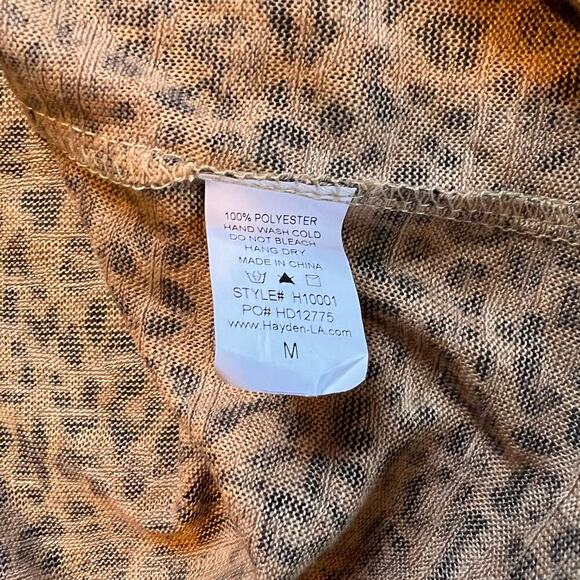 100% POLYESTER
HAND WASH COLD
DO NOT BLEACH
HANG DRY
MADE IN CHINA
STYLE# H10001
PO# HD12775
www.Hayden-LA.com
M